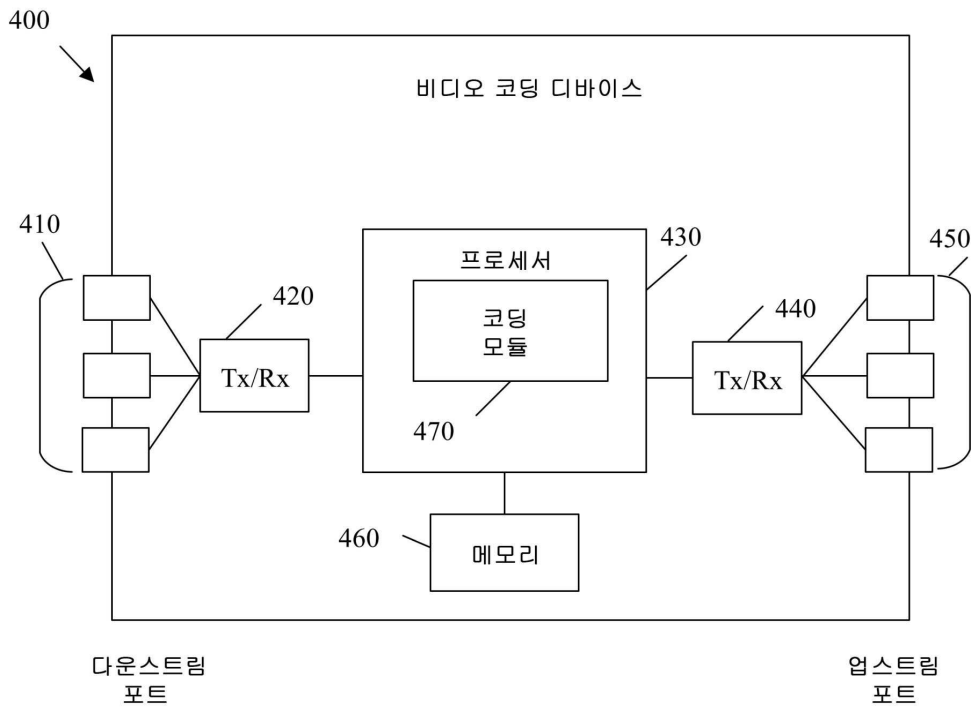 400
비디오 코딩 디바이스
410
430
450
프로세서
420
440
코딩
모듈
Tx/Rx
Tx/Rx
470
460
메모리
다운스트림
포트
업스트림
포트